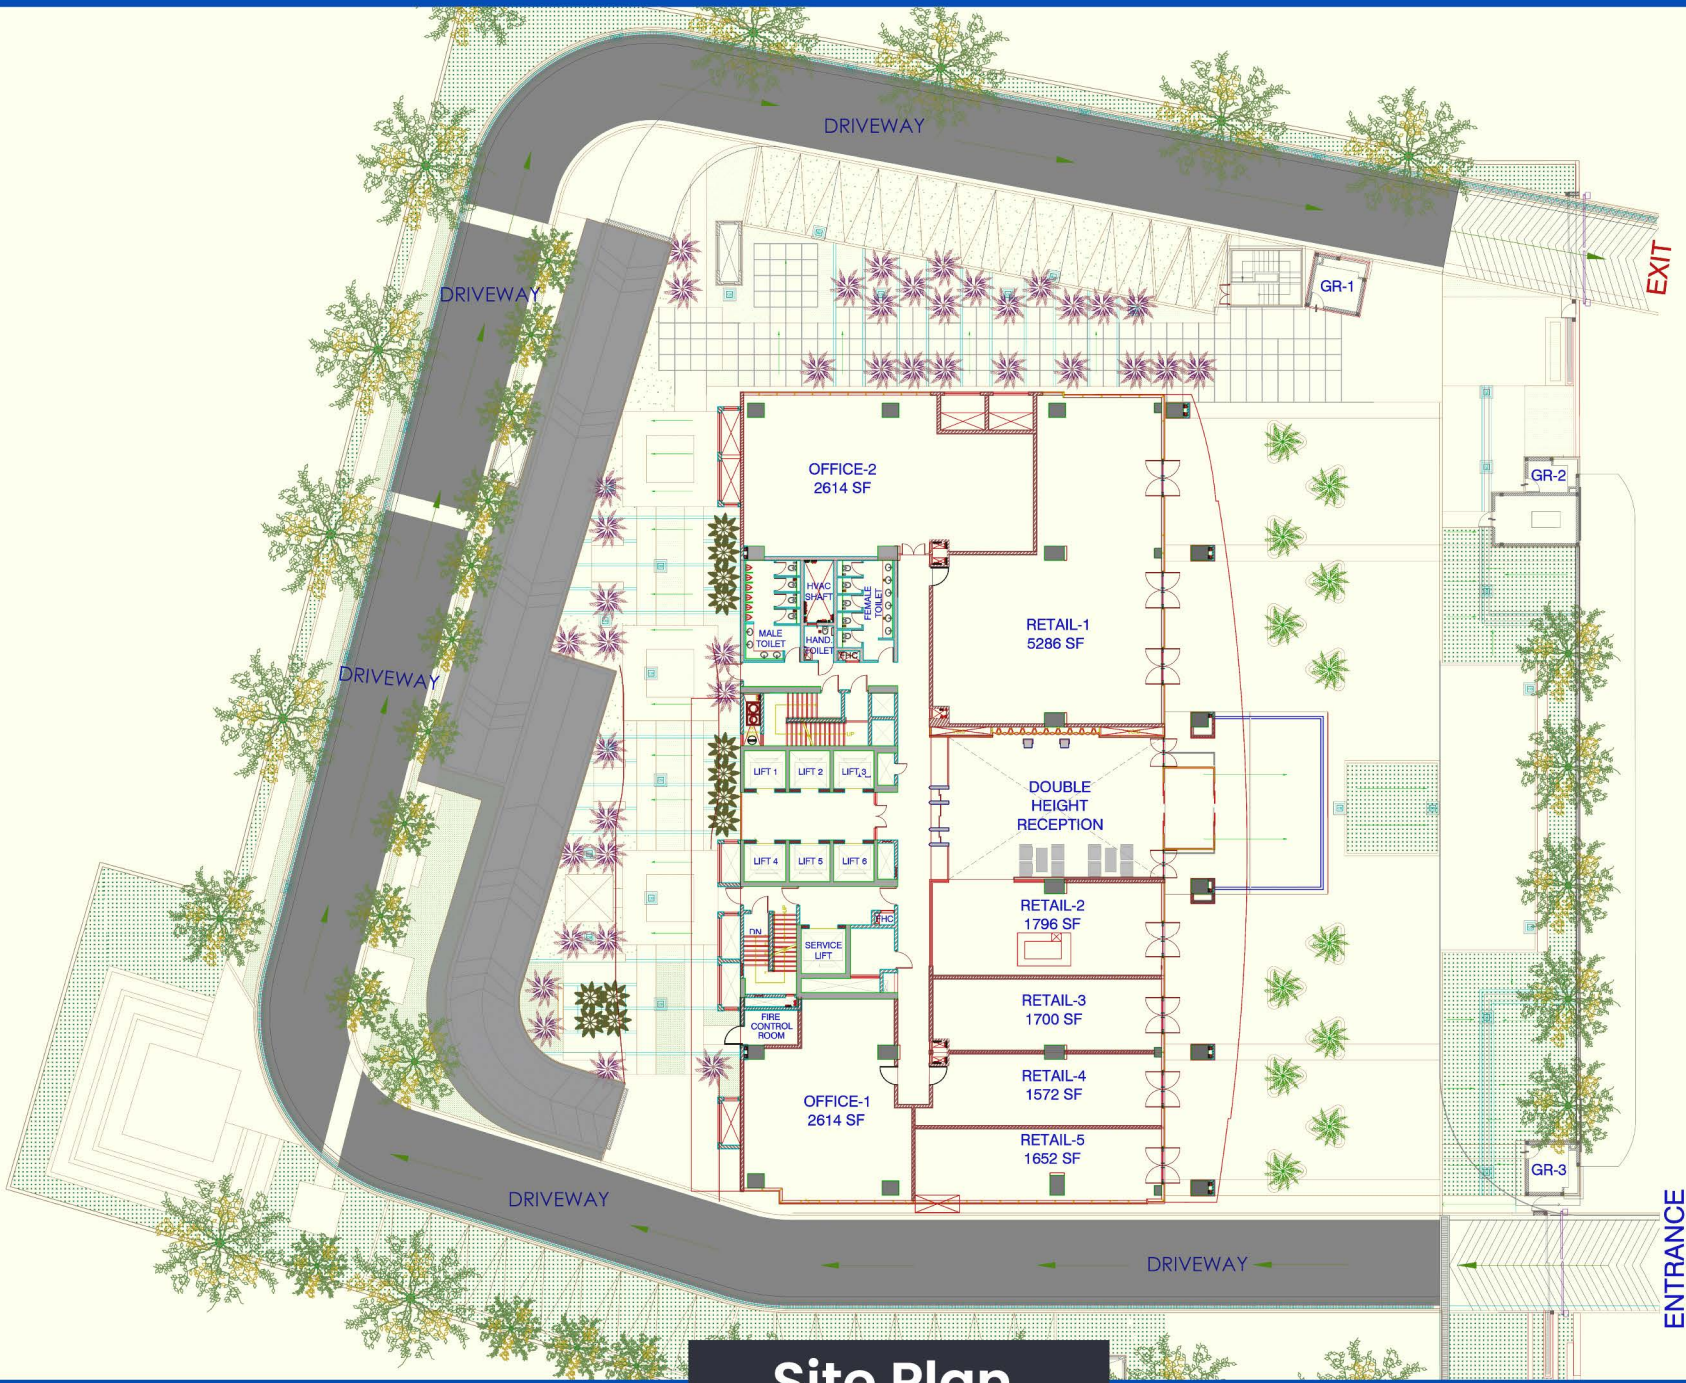 DRIVEWAY
EXIT
GR-1
DRIVEWAY
OFFICE-2
2614 SF
GR-2
HVAC
SHAFT
FEMALE
TOILET
MALE
TOILET
HAND.
TOILET
FHC
RETAIL-1
5286 SF
DRIVEWAY
UP
LIFT 1
LIFT 2
LIFT 3
DOUBLE
HEIGHT
RECEPTION
LIFT 4
LIFT 5
LIFT 6
RETAIL-2
1796 SF
FHC
DN
SERVICE
LIFT
RETAIL-3
1700 SF
FIRE
CONTROL
ROOM
RETAIL-4
1572 SF
OFFICE-1
2614 SF
RETAIL-5
1652 SF
GR-3
DRIVEWAY
DRIVEWAY
ENTRANCE
Site Plan